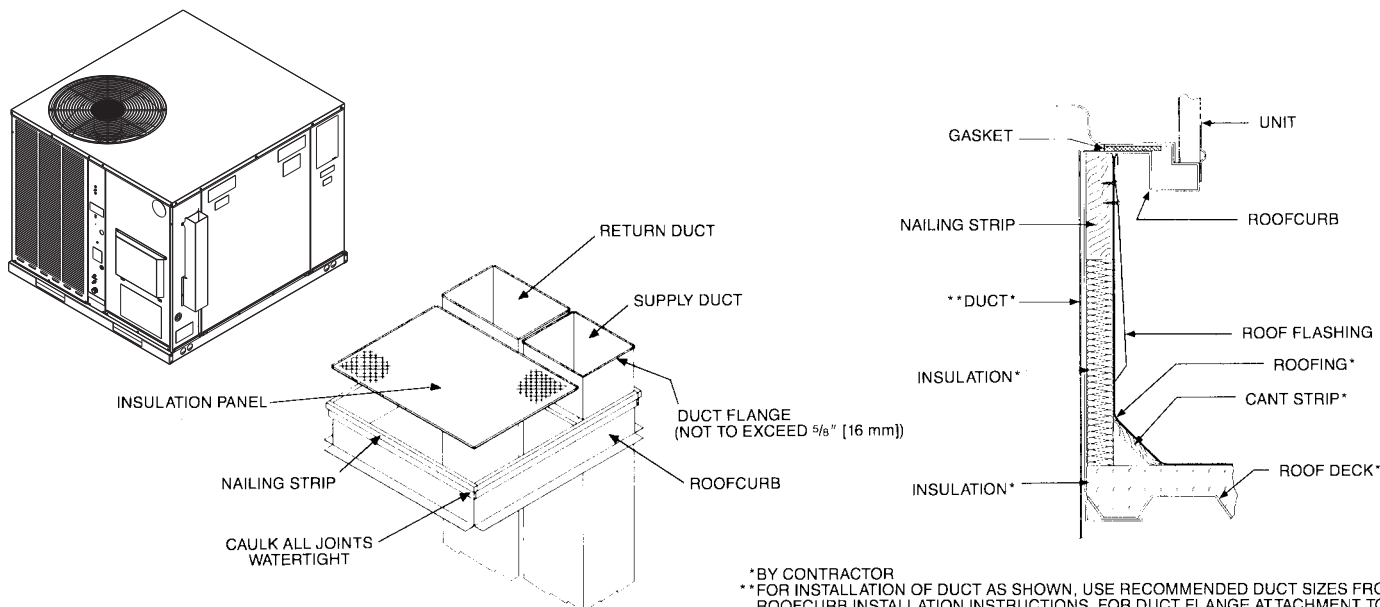 RETURN DUCT
SUPPLY DUCT
INSULATION PANEL
DUCT FLANGE
(NOT TO EXCEED 5/8" [16 mm])
NAILING STRIP
ROOFCURB
CAULK ALL JOINTS
WATERTIGHT
GASKET
UNIT
ROOFCURB
NAILING STRIP
**DUCT*
ROOF FLASHING
ROOFING*
INSULATION*
CANT STRIP*
ROOF DECK*
INSULATION*
*BY CONTRACTOR
**FOR INSTALLATION OF DUCT AS SHOWN, USE RECOMMENDED DUCT SIZES
ROOFCURB INSTALLATION INSTRUCTIONS. FOR DUCT FLANGE ATTACHMENT TO